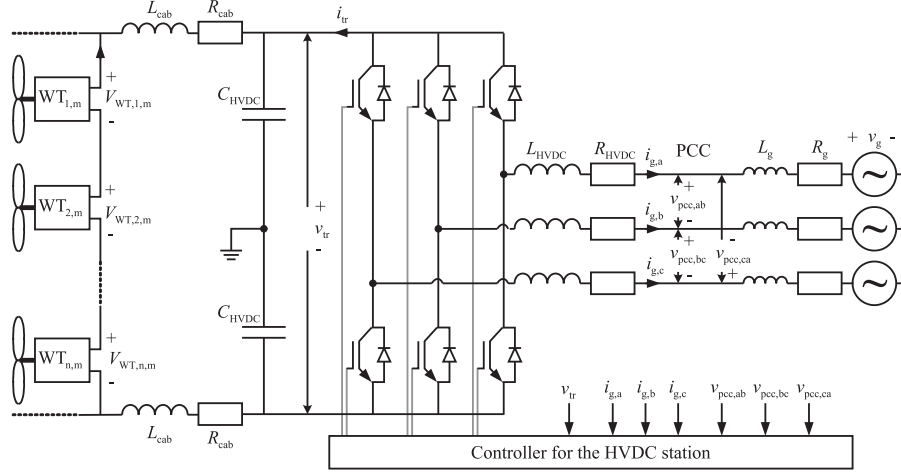 L_cab
R_cab
i_tr
WT_1,m
+
V_WT,1,m
-
C_HVDC
L_HVDC
R_HVDC
i_g,a
PCC
L_g
R_g
+ v_g -
~
WT_2,m
+
V_WT,2,m
-
+
v_tr
-
i_g,b
+
v_pcc,ab
-
~
+
v_pcc,bc
-
-
v_pcc,ca
+
i_g,c
~
C_HVDC
WT_n,m
+
V_WT,n,m
-
L_cab
R_cab
v_tr
i_g,a
i_g,b
i_g,c
v_pcc,ab
v_pcc,bc
v_pcc,ca
Controller for the HVDC station